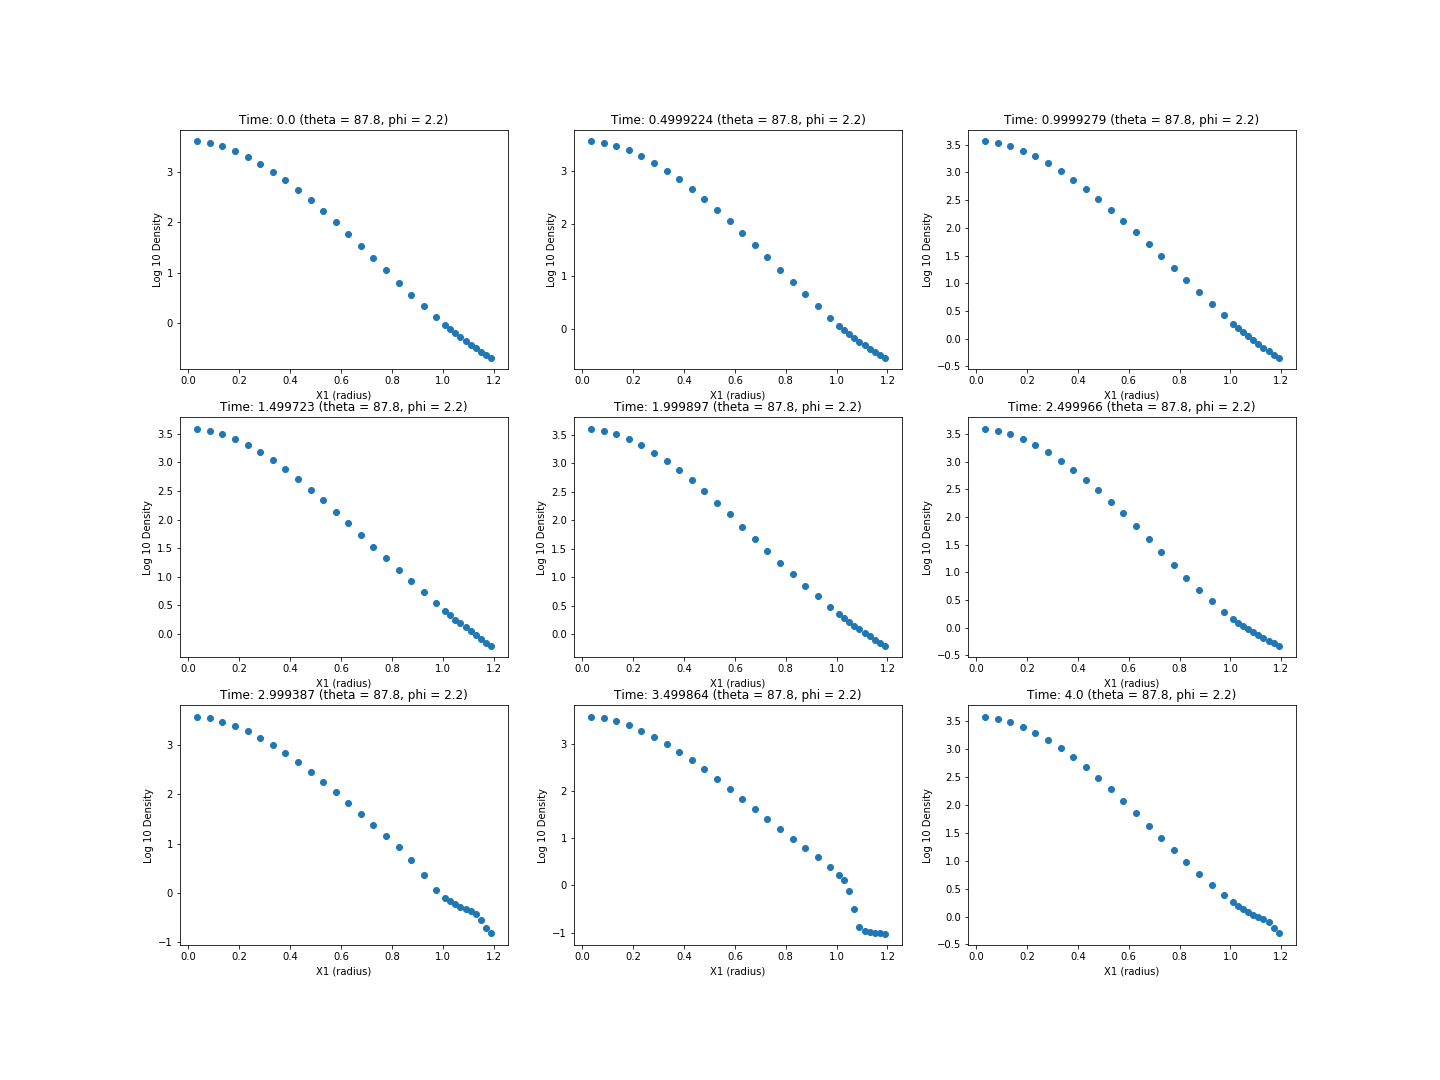 Time: 0.0 (theta = 87.8, phi = 2.2)
Log 10 Density
3
2
1
0
0.0 0.2 0.4 0.6 0.8 1.0 1.2
X1 (radius)
Time: 0.4999224 (theta = 87.8, phi = 2.2)
Log 10 Density
3
2
1
0
0.0 0.2 0.4 0.6 0.8 1.0 1.2
X1 (radius)
Time: 0.9999279 (theta = 87.8, phi = 2.2)
Log 10 Density
3.5
3.0
2.5
2.0
1.5
1.0
0.5
0.0
−0.5
0.0 0.2 0.4 0.6 0.8 1.0 1.2
X1 (radius)
Time: 1.499723 (theta = 87.8, phi = 2.2)
Log 10 Density
3.5
3.0
2.5
2.0
1.5
1.0
0.5
0.0
0.0 0.2 0.4 0.6 0.8 1.0 1.2
X1 (radius)
Time: 1.999897 (theta = 87.8, phi = 2.2)
Log 10 Density
3.5
3.0
2.5
2.0
1.5
1.0
0.5
0.0
0.0 0.2 0.4 0.6 0.8 1.0 1.2
X1 (radius)
Time: 2.499966 (theta = 87.8, phi = 2.2)
Log 10 Density
3.5
3.0
2.5
2.0
1.5
1.0
0.5
0.0
−0.5
0.0 0.2 0.4 0.6 0.8 1.0 1.2
X1 (radius)
Time: 2.999387 (theta = 87.8, phi = 2.2)
Log 10 Density
3
2
1
0
−1
0.0 0.2 0.4 0.6 0.8 1.0 1.2
X1 (radius)
Time: 3.499864 (theta = 87.8, phi = 2.2)
Log 10 Density
3
2
1
0
−1
0.0 0.2 0.4 0.6 0.8 1.0 1.2
X1 (radius)
Time: 4.0 (theta = 87.8, phi = 2.2)
Log 10 Density
3.5
3.0
2.5
2.0
1.5
1.0
0.5
0.0
−0.5
0.0 0.2 0.4 0.6 0.8 1.0 1.2
X1 (radius)